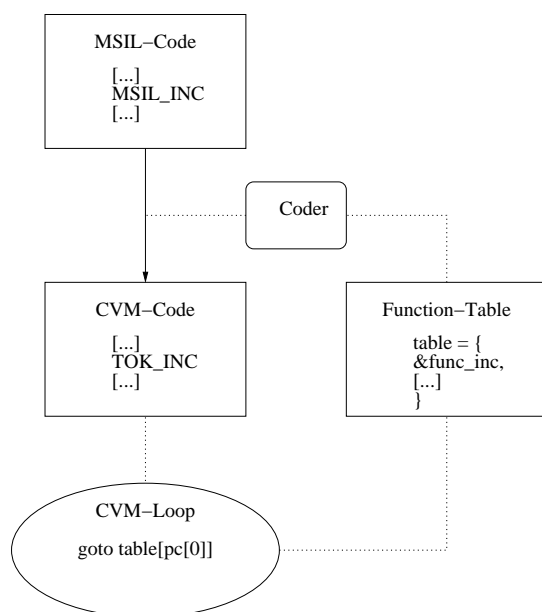 MSIL–Code
[...]
MSIL_INC
[...]
Coder
CVM–Code
[...]
TOK_INC
[...]
Function–Table
table = {
&func_inc,
[...]
}
CVM–Loop
goto table[pc[0]]